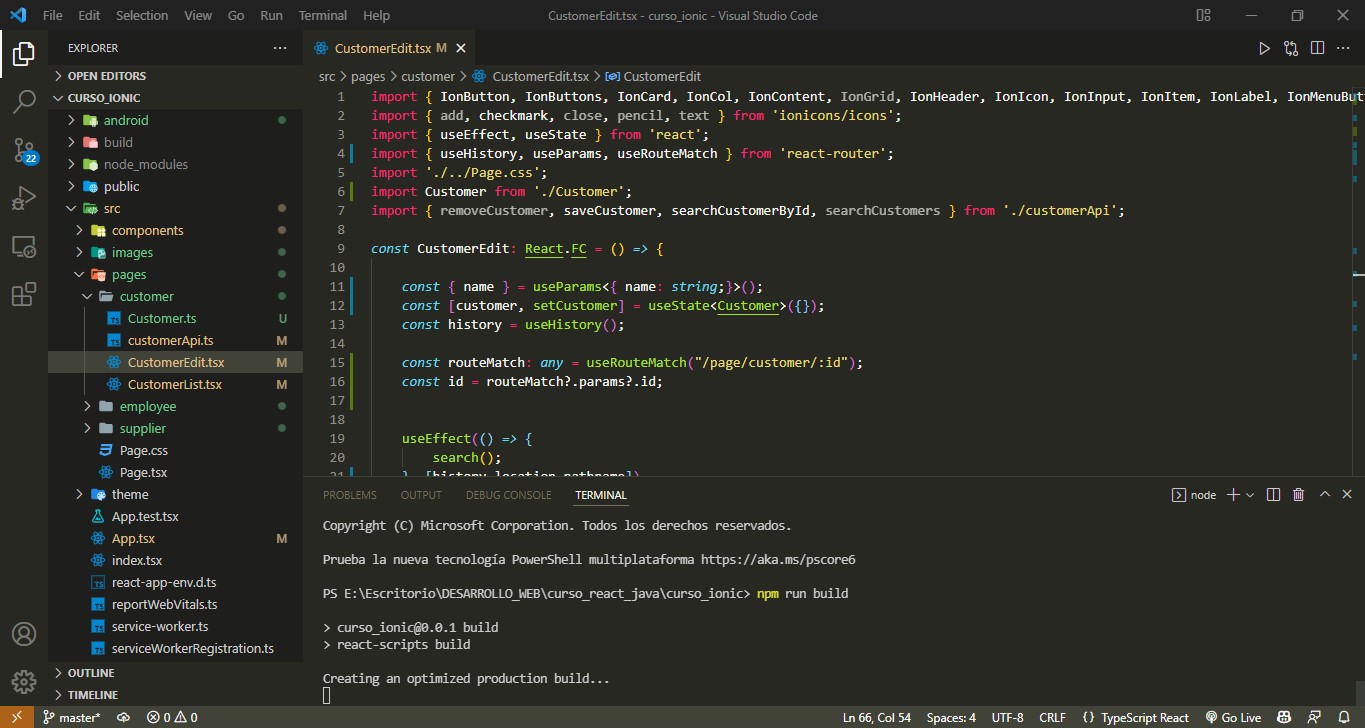 File Edit Selection View Go Run Terminal Help
CustomerEdit.tsx - curso_ionic - Visual Studio Code
EXPLORER
OPEN EDITORS
CURSO_IONIC
android
build
node_modules
public
src
components
images
pages
customer
TS Customer.ts U
TS customerApi.ts M
CustomerEdit.tsx M
CustomerList.tsx M
employee
supplier
Page.css
Page.tsx
theme
App.test.tsx
App.tsx M
index.tsx
TS react-app-env.d.ts
TS reportWebVitals.ts
TS service-worker.ts
TS serviceWorkerRegistration.ts
OUTLINE
TIMELINE
22
CustomerEdit.tsx M
src > pages > customer > CustomerEdit.tsx > CustomerEdit
1 import { IonButton, IonButtons, IonCard, IonCol, IonContent, IonGrid, IonHeader, IonIcon, IonInput, IonItem, IonLabel, IonMenuBut
2 import { add, checkmark, close, pencil, text } from 'ionicons/icons';
3 import { useEffect, useState } from 'react';
4 import { useHistory, useParams, useRouteMatch } from 'react-router';
5 import './../Page.css';
6 import Customer from './Customer';
7 import { removeCustomer, saveCustomer, searchCustomerById, searchCustomers } from './customerApi';
8
9 const CustomerEdit: React.FC = () => {
10
11 const { name } = useParams<{ name: string;}>();
12 const [customer, setCustomer] = useState<Customer>({});
13 const history = useHistory();
14
15 const routeMatch: any = useRouteMatch("/page/customer/:id");
16 const id = routeMatch?.params?.id;
17
18
19 useEffect(() => {
20 search();
21 }, [history.location.pathname])
PROBLEMS OUTPUT DEBUG CONSOLE TERMINAL
node
Copyright (C) Microsoft Corporation. Todos los derechos reservados.
Prueba la nueva tecnología PowerShell multiplataforma https://aka.ms/pscore6
PS E:\Escritorio\DESARROLLO_WEB\curso_react_java\curso_ionic> npm run build
> curso_ionic@0.0.1 build
> react-scripts build
Creating an optimized production build...
master* 0 0 Ln 66, Col 54 Spaces: 4 UTF-8 CRLF {} TypeScript React Go Live